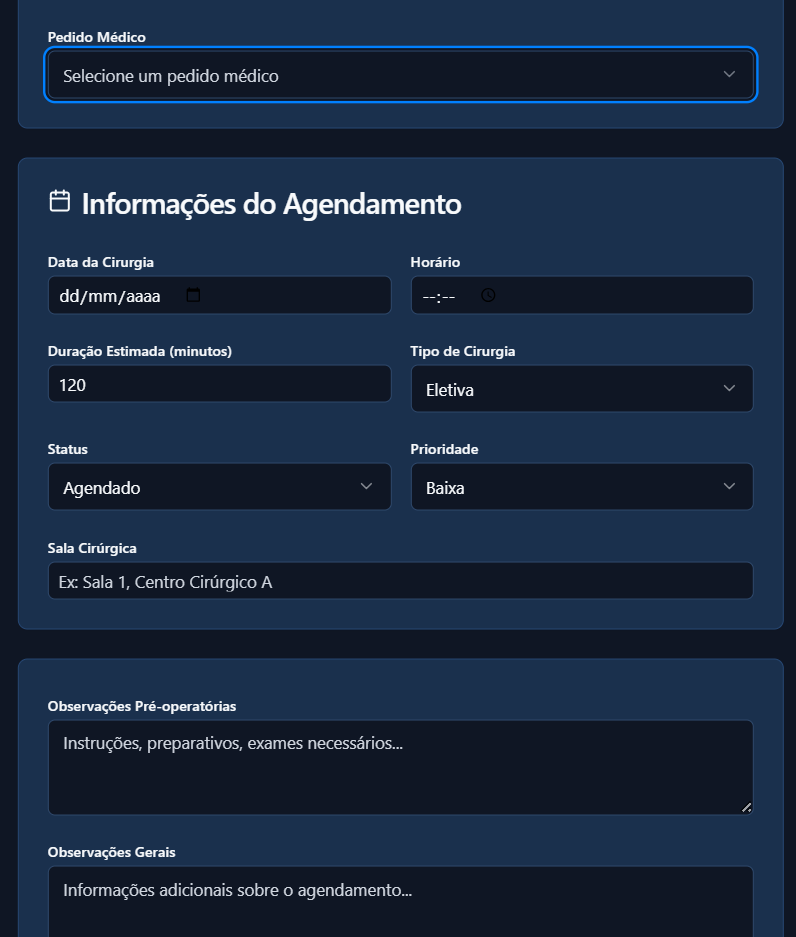 Pedido Médico
Selecione um pedido médico
Informações do Agendamento
Data da Cirurgia
Horário
dd/mm/aaaa
--:--
Duração Estimada (minutos)
Tipo de Cirurgia
120
Eletiva
Status
Prioridade
Agendado
Baixa
Sala Cirúrgica
Ex: Sala 1, Centro Cirúrgico A
Observações Pré-operatórias
Instruções, preparativos, exames necessários...
Observações Gerais
Informações adicionais sobre o agendamento...